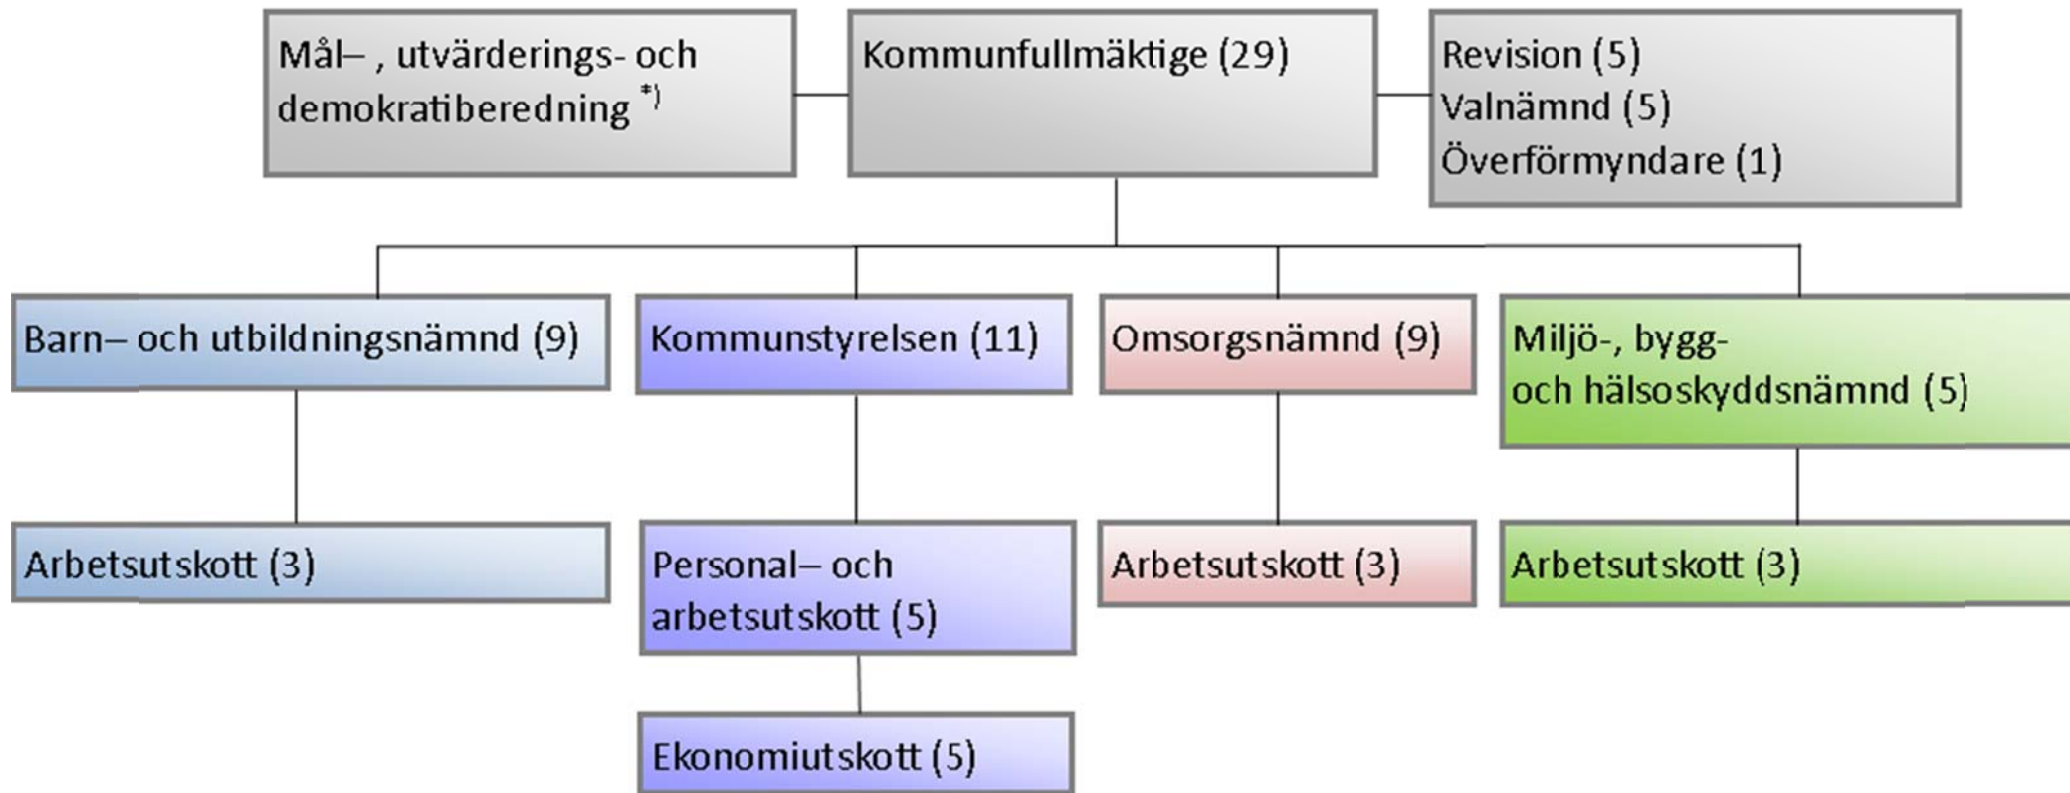 Mål– , utvärderings- och
demokratiberedning *)
Kommunfullmäktige (29)
Revision (5)
Valnämnd (5)
Överförmyndare (1)
Barn– och utbildningsnämnd (9)
Kommunstyrelsen (11)
Omsorgsnämnd (9)
Miljö-, bygg-
och hälsoskyddsnämnd (5)
Arbetsutskott (3)
Personal– och
arbetsutskott (5)
Arbetsutskott (3)
Arbetsutskott (3)
Ekonomiutskott (5)